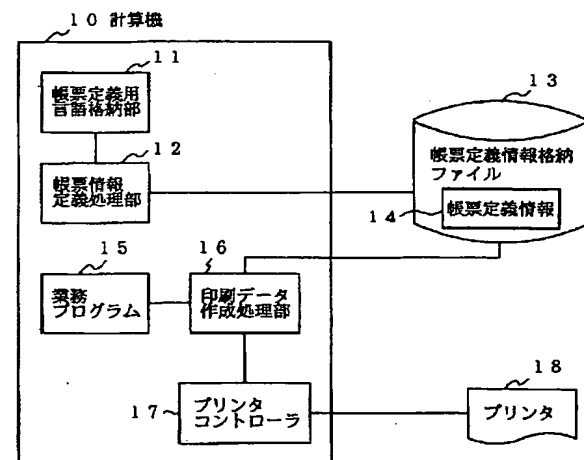 10 計算機
11
帳票定義用
言語格納部
12
帳票情報
定義処理部
13
帳票定義情報格納
ファイル
14
帳票定義情報
15
業務
プログラム
16
印刷データ
作成処理部
17
プリンタ
コントローラ
18
プリンタ